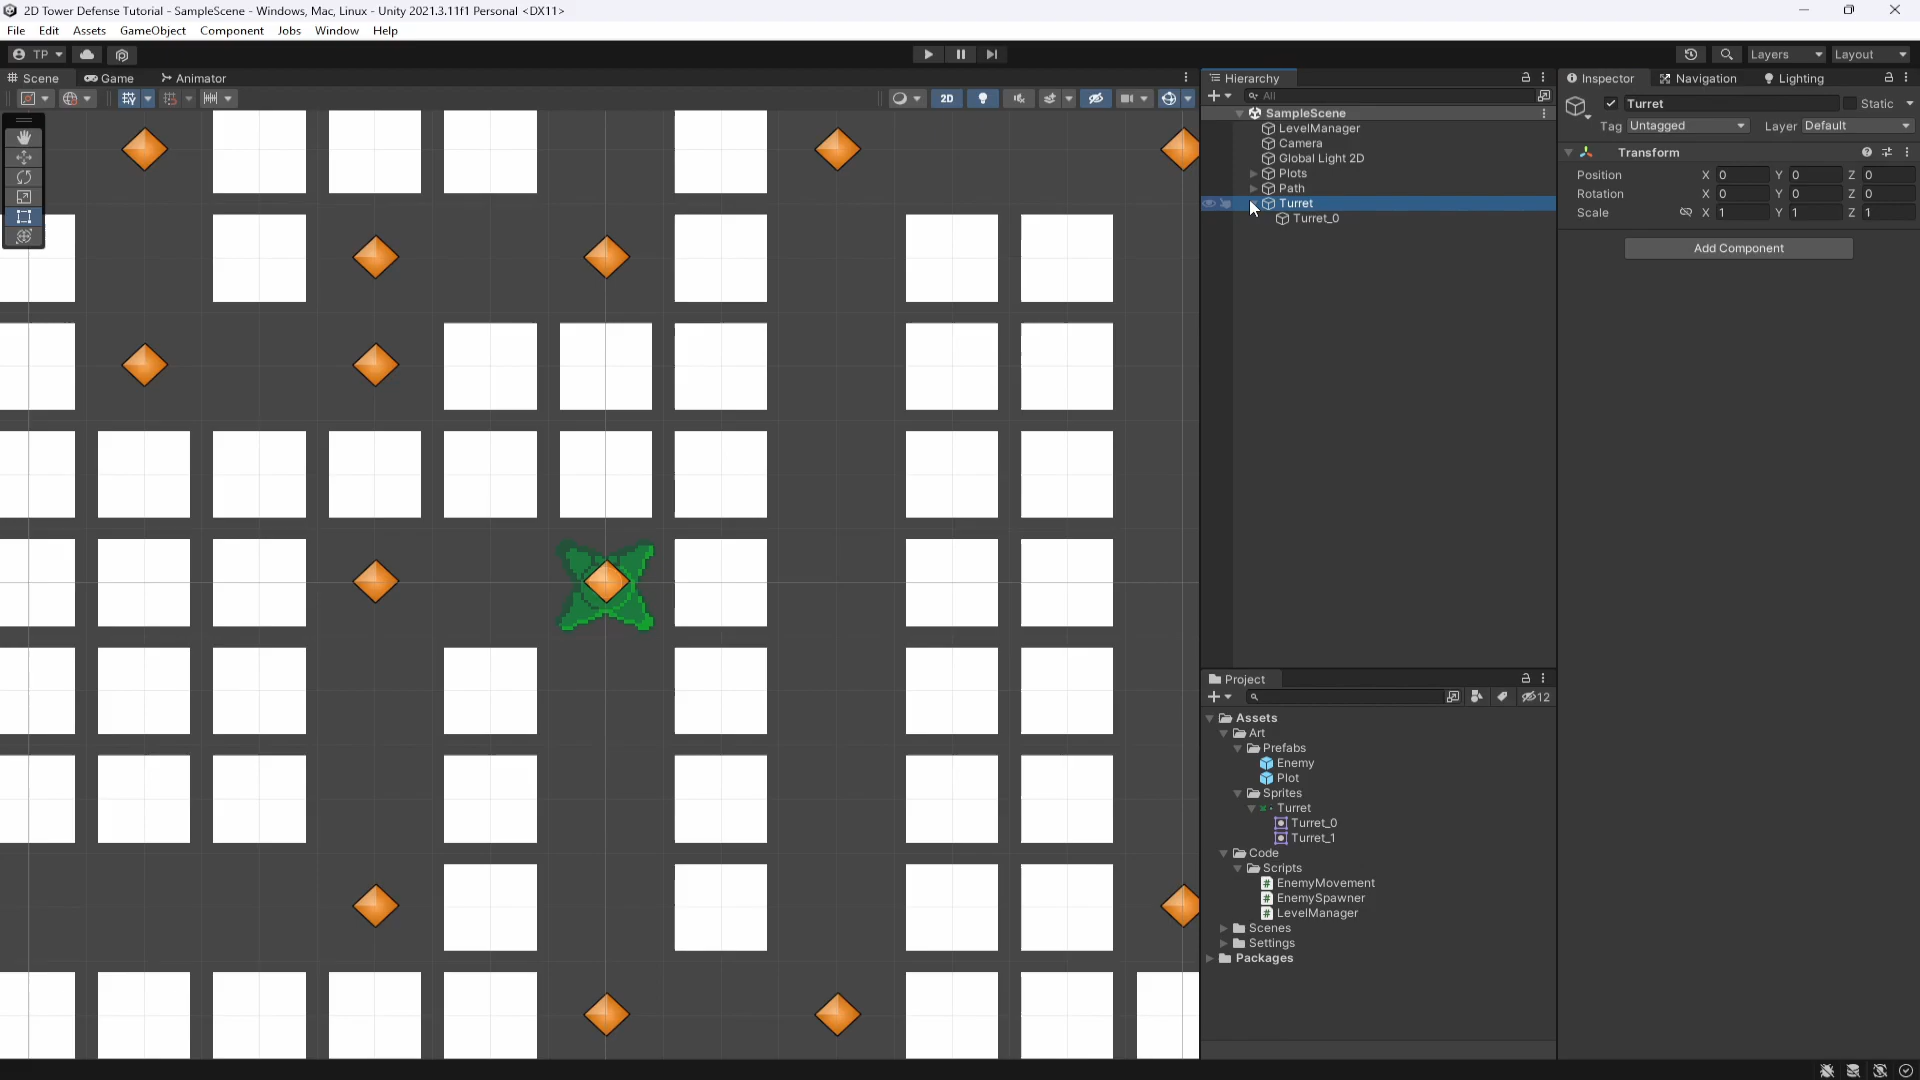 2D Tower Defense Tutorial - SampleScene - Windows, Mac, Linux - Unity 2021.3.11f1 Personal <DX11>
File Edit Assets GameObject Component Jobs Window Help
TP Layers Layout
Scene Game Animator
2D
Hierarchy
All
SampleScene
LevelManager
Camera
Global Light 2D
Plots
Path
Turret
Turret_0
Inspector Navigation Lighting
Turret Static
Tag Untagged Layer Default
Transform
Position X 0 Y 0 Z 0
Rotation X 0 Y 0 Z 0
Scale X 1 Y 1 Z 1
Add Component
Project
12
Assets
Art
Prefabs
Enemy
Plot
Sprites
Turret
Turret_0
Turret_1
Code
Scripts
EnemyMovement
EnemySpawner
LevelManager
Scenes
Settings
Packages